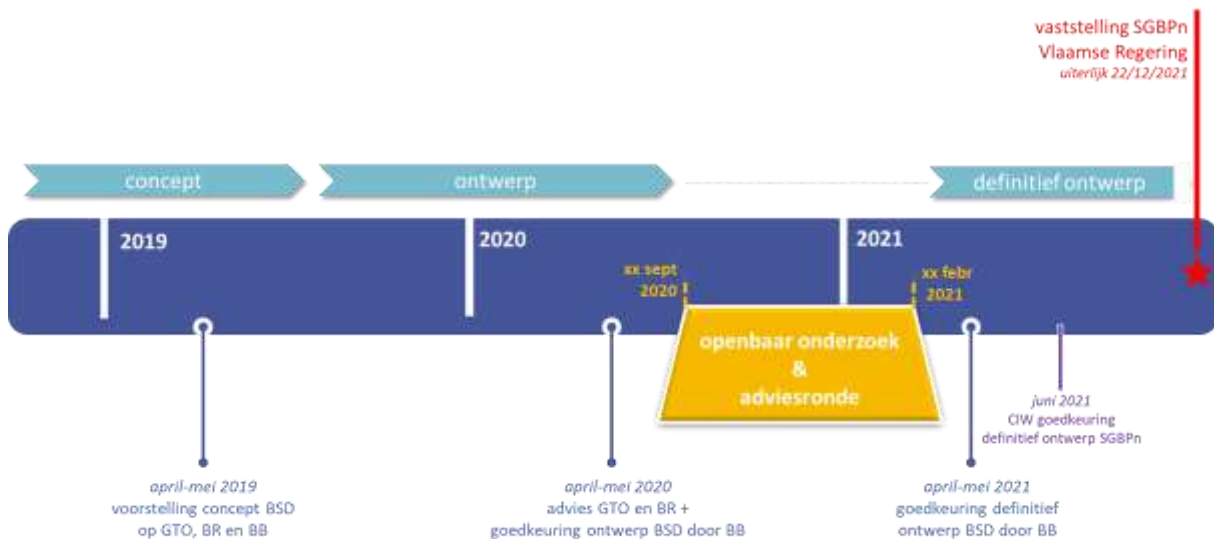 vaststelling SGBPn
Vlaamse Regering
uiterlijk 22/12/2021
concept
ontwerp
definitief ontwerp
2019
2020
2021
xx sept
2020
xx febr
2021
openbaar onderzoek
&
adviesronde
juni 2021
CIW goedkeuring
definitief ontwerp SGBPn
april-mei 2019
voorstelling concept BSD
op GTO, BR en BB
april-mei 2020
advies GTO en BR +
goedkeuring ontwerp BSD door BB
april-mei 2021
goedkeuring definitief
ontwerp BSD door BB